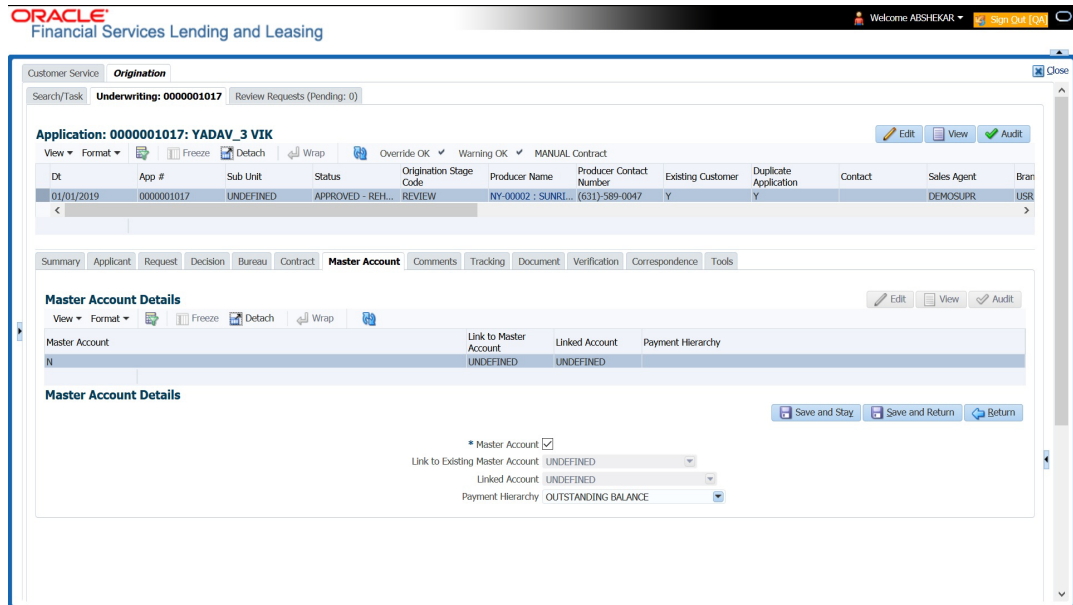 ORACLE®
Financial Services Lending and Leasing
Welcome ABSHEKAR
Sign Out [QA]
Customer Service Origination
Close
Search/Task Underwriting: 0000001017 Review Requests (Pending: 0)
Application: 0000001017: YADAV_3 VIK
Edit View Audit
View Format Freeze Detach Wrap Override OK Warning OK MANUAL Contract
Dt App # Sub Unit Status Origination Stage Code Producer Name Producer Contact Number Existing Customer Duplicate Application Contact Sales Agent Bran
01/01/2019 0000001017 UNDEFINED APPROVED - REH... REVIEW NY-00002 : SUNRI... (631)-589-0047 Y Y DEMOSUPR USR
Summary Applicant Request Decision Bureau Contract Master Account Comments Tracking Document Verification Correspondence Tools
Master Account Details
Edit View Audit
View Format Freeze Detach Wrap
Master Account Link to Master Account Linked Account Payment Hierarchy
N UNDEFINED UNDEFINED
Master Account Details
Save and Stay Save and Return Return
* Master Account
Link to Existing Master Account UNDEFINED
Linked Account UNDEFINED
Payment Hierarchy OUTSTANDING BALANCE